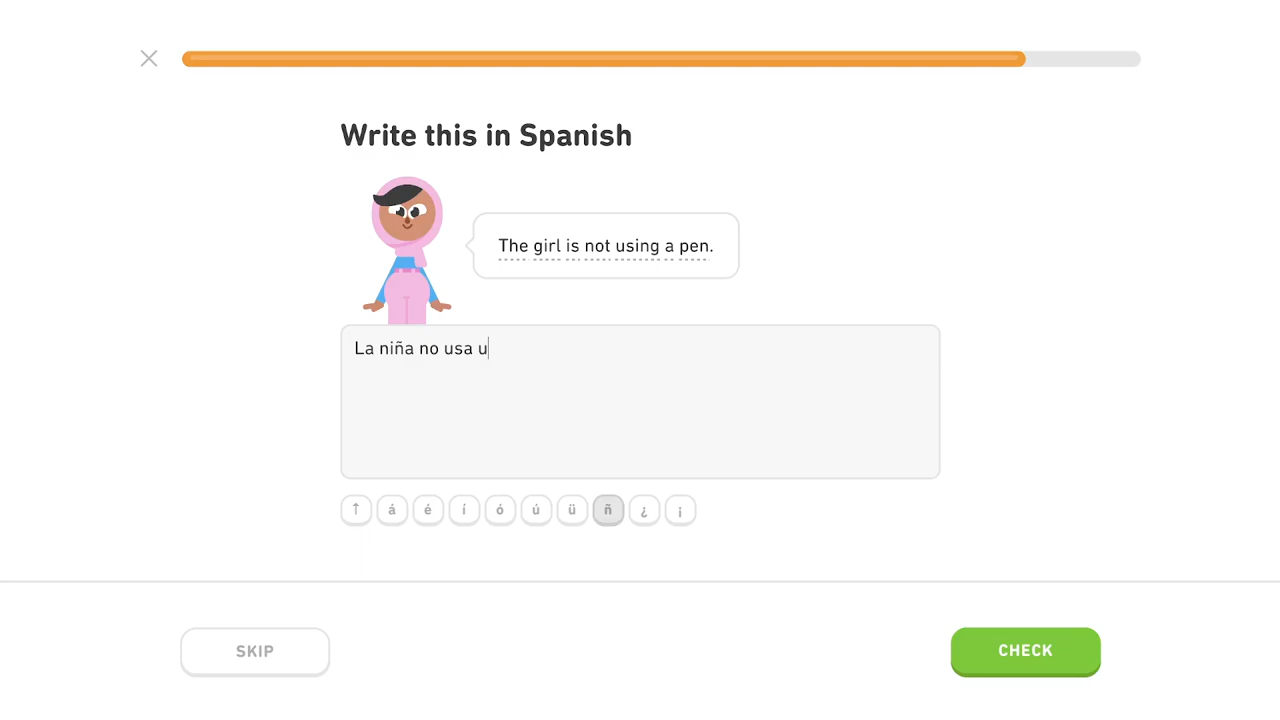 Write this in Spanish
The girl is not using a pen.
La niña no usa u
↑ á é í ó ú ü ñ ¿ ¡
SKIP
CHECK